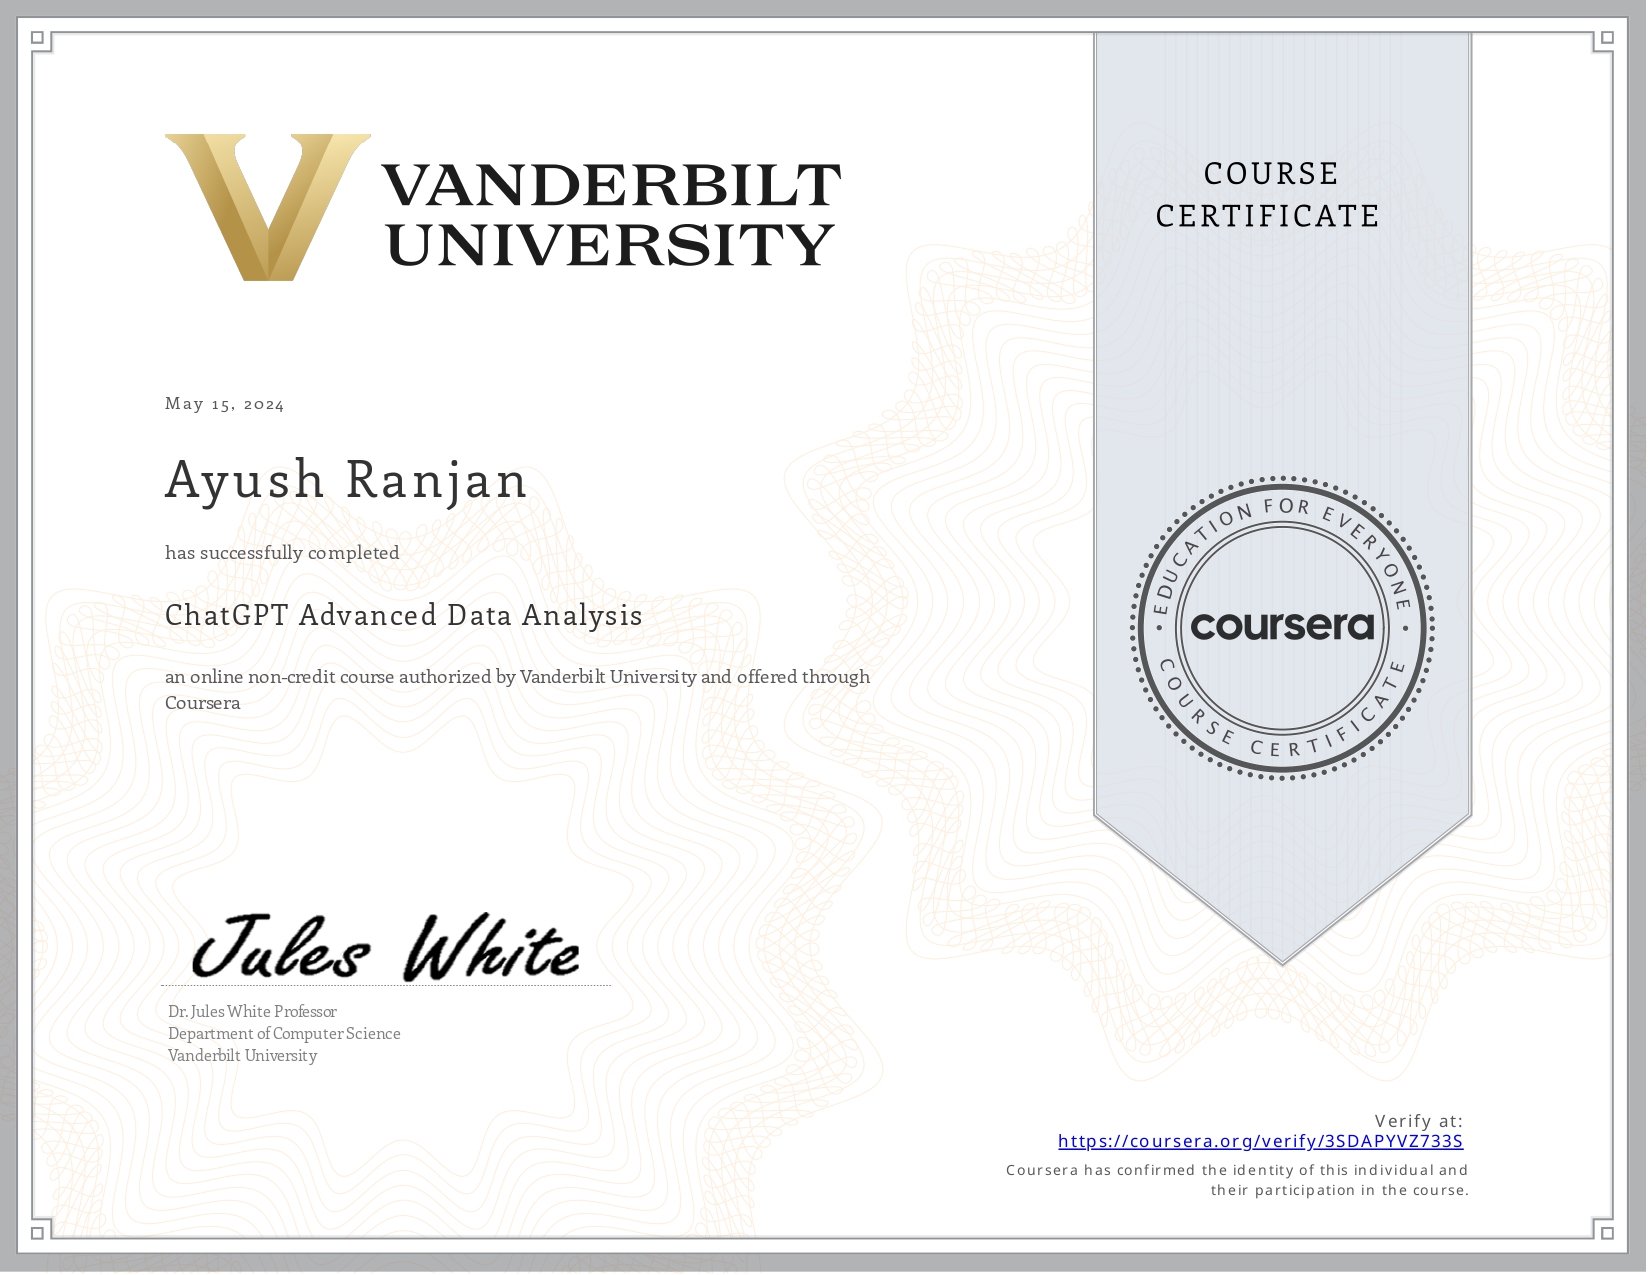 VANDERBILT
UNIVERSITY
COURSE
CERTIFICATE
May 15, 2024
Ayush Ranjan
has successfully completed
ChatGPT Advanced Data Analysis
an online non-credit course authorized by Vanderbilt University and offered through
Coursera
• EDUCATION FOR EVERYONE •
coursera
COURSE CERTIFICATE
Jules White
Dr. Jules White Professor
Department of Computer Science
Vanderbilt University
Verify at:
https://coursera.org/verify/3SDAPYVZ733S
Coursera has confirmed the identity of this individual and
their participation in the course.